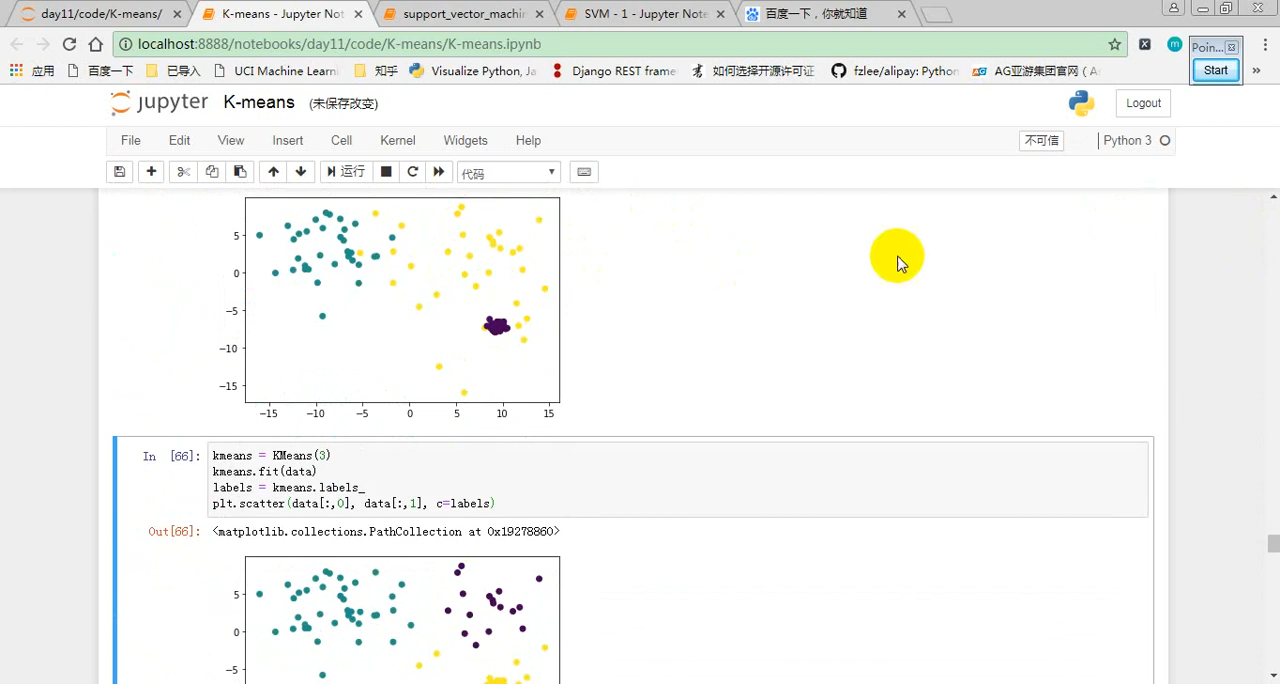 day11/code/K-means/
K-means - Jupyter Not
support_vector_machin
SVM - 1 - Jupyter Note
百度一下，你就知道
localhost:8888/notebooks/day11/code/K-means/K-means.ipynb
应用
百度一下
已导入
UCI Machine Learni
知乎
Visualize Python, Ja
Django REST frame
如何选择开源许可证
fzlee/alipay: Python
AG亚游集团官网（A
»
Poin...
Start
jupyter K-means (未保存改变)
Logout
File Edit View Insert Cell Kernel Widgets Help
不可信
Python 3
运行
代码
5
0
−5
−10
−15
−15 −10 −5 0 5 10 15
In [66]:
kmeans = KMeans(3)
kmeans.fit(data)
labels = kmeans.labels_
plt.scatter(data[:,0], data[:,1], c=labels)
Out[66]: <matplotlib.collections.PathCollection at 0x19278860>
5
0
−5